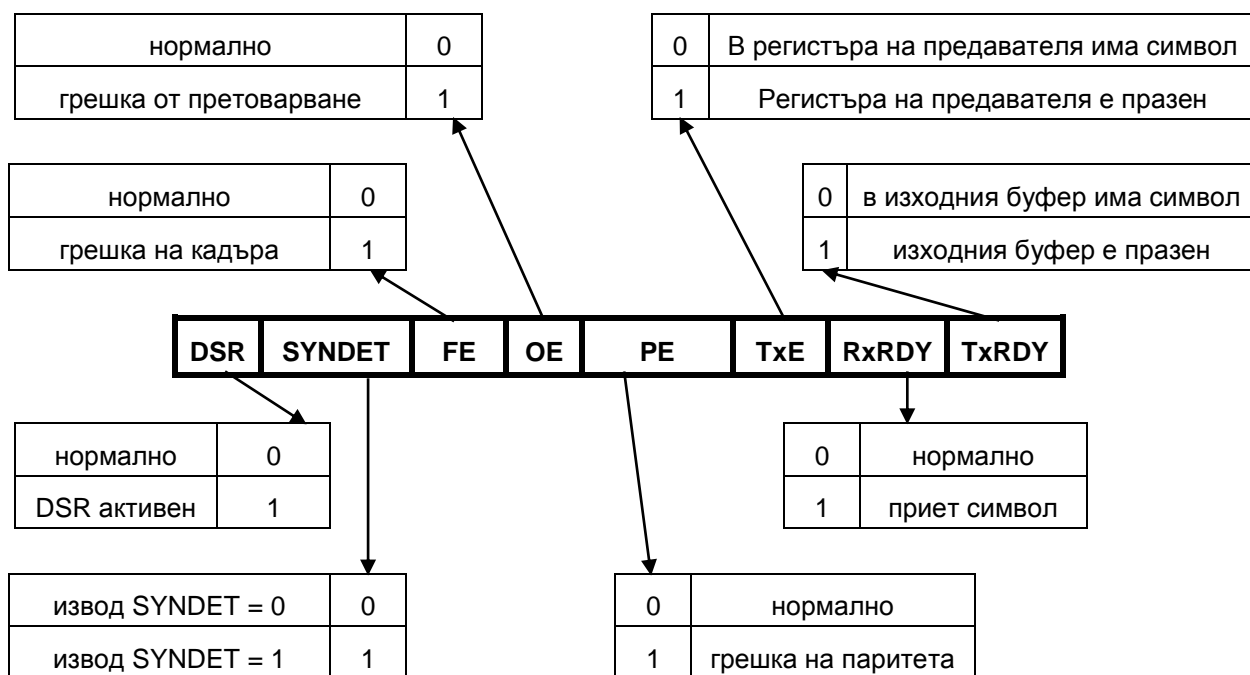 нормално 0
грешка от претоварване 1
0 В регистъра на предавателя има символ
1 Регистъра на предавателя е празен
нормално 0
грешка на кадъра 1
0 в изходния буфер има символ
1 изходния буфер е празен
DSR SYNDET FE OE PE TxE RxRDY TxRDY
нормално 0
DSR активен 1
0 нормално
1 приет символ
извод SYNDET = 0 0
извод SYNDET = 1 1
0 нормално
1 грешка на паритета